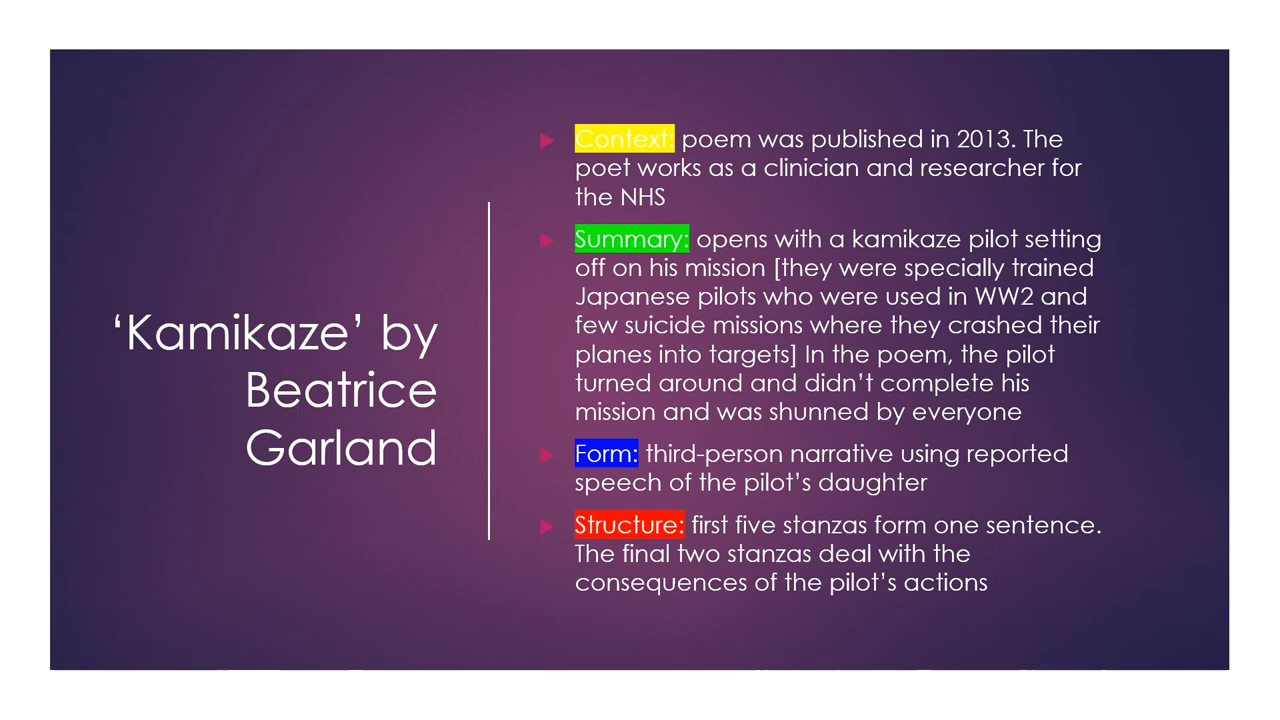 ‘Kamikaze’ by
Beatrice
Garland
Context: poem was published in 2013. The
poet works as a clinician and researcher for
the NHS
Summary: opens with a kamikaze pilot setting
off on his mission [they were specially trained
Japanese pilots who were used in WW2 and
few suicide missions where they crashed their
planes into targets] In the poem, the pilot
turned around and didn’t complete his
mission and was shunned by everyone
Form: third-person narrative using reported
speech of the pilot’s daughter
Structure: first five stanzas form one sentence.
The final two stanzas deal with the
consequences of the pilot’s actions